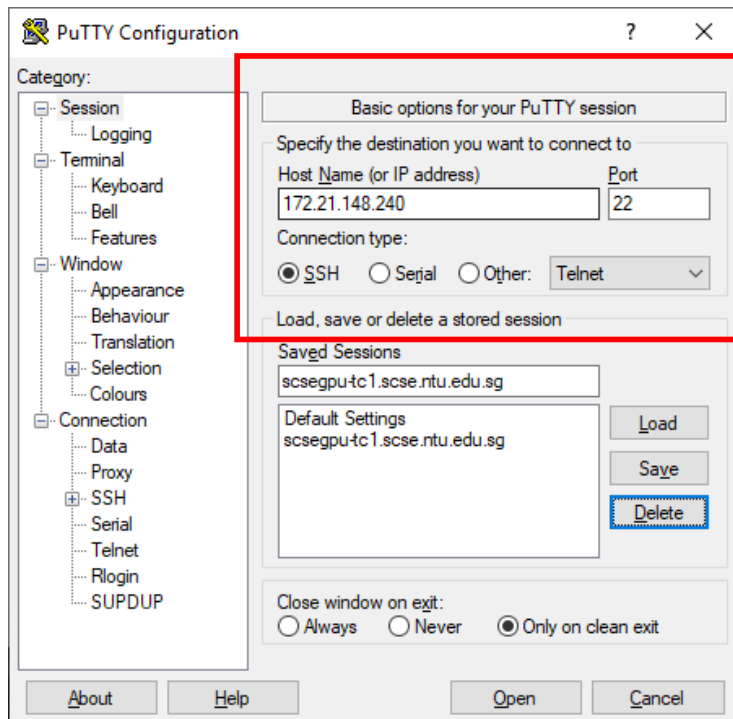 PuTTY Configuration
?
Category:
Session
Logging
Terminal
Keyboard
Bell
Features
Window
Appearance
Behaviour
Translation
Selection
Colours
Connection
Data
Proxy
SSH
Serial
Telnet
Rlogin
SUPDUP
Basic options for your PuTTY session
Specify the destination you want to connect to
Host Name (or IP address) Port
172.21.148.240 22
Connection type:
SSH Serial Other: Telnet
Load, save or delete a stored session
Saved Sessions
scsegpu-tc1.scse.ntu.edu.sg
Default Settings
scsegpu-tc1.scse.ntu.edu.sg
Load
Save
Delete
Close window on exit:
Always Never Only on clean exit
About Help Open Cancel